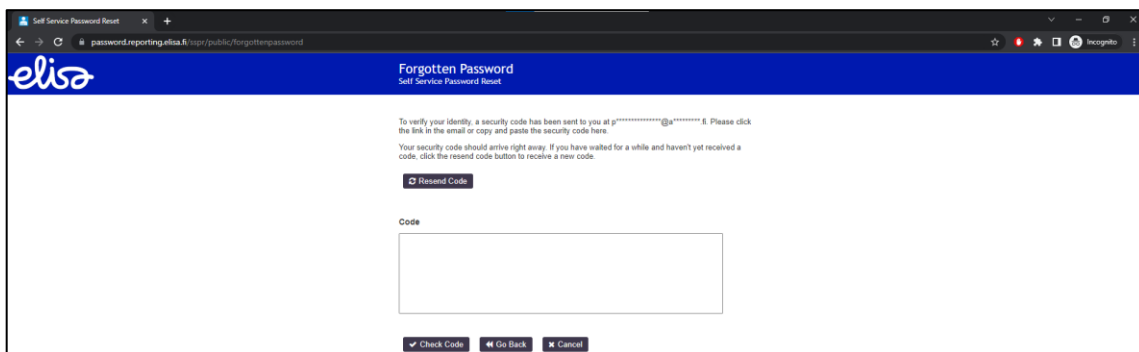 Self Service Password Reset
password.reporting.elisa.fi/sspr/public/forgottenpassword
Incognito
elisa
Forgotten Password
Self Service Password Reset
To verify your identity, a security code has been sent to you at p***************@a*********.fi. Please click
the link in the email or copy and paste the security code here.
Your security code should arrive right away. If you have waited for a while and haven't yet received a
code, click the resend code button to receive a new code.
Resend Code
Code
Check Code Go Back Cancel